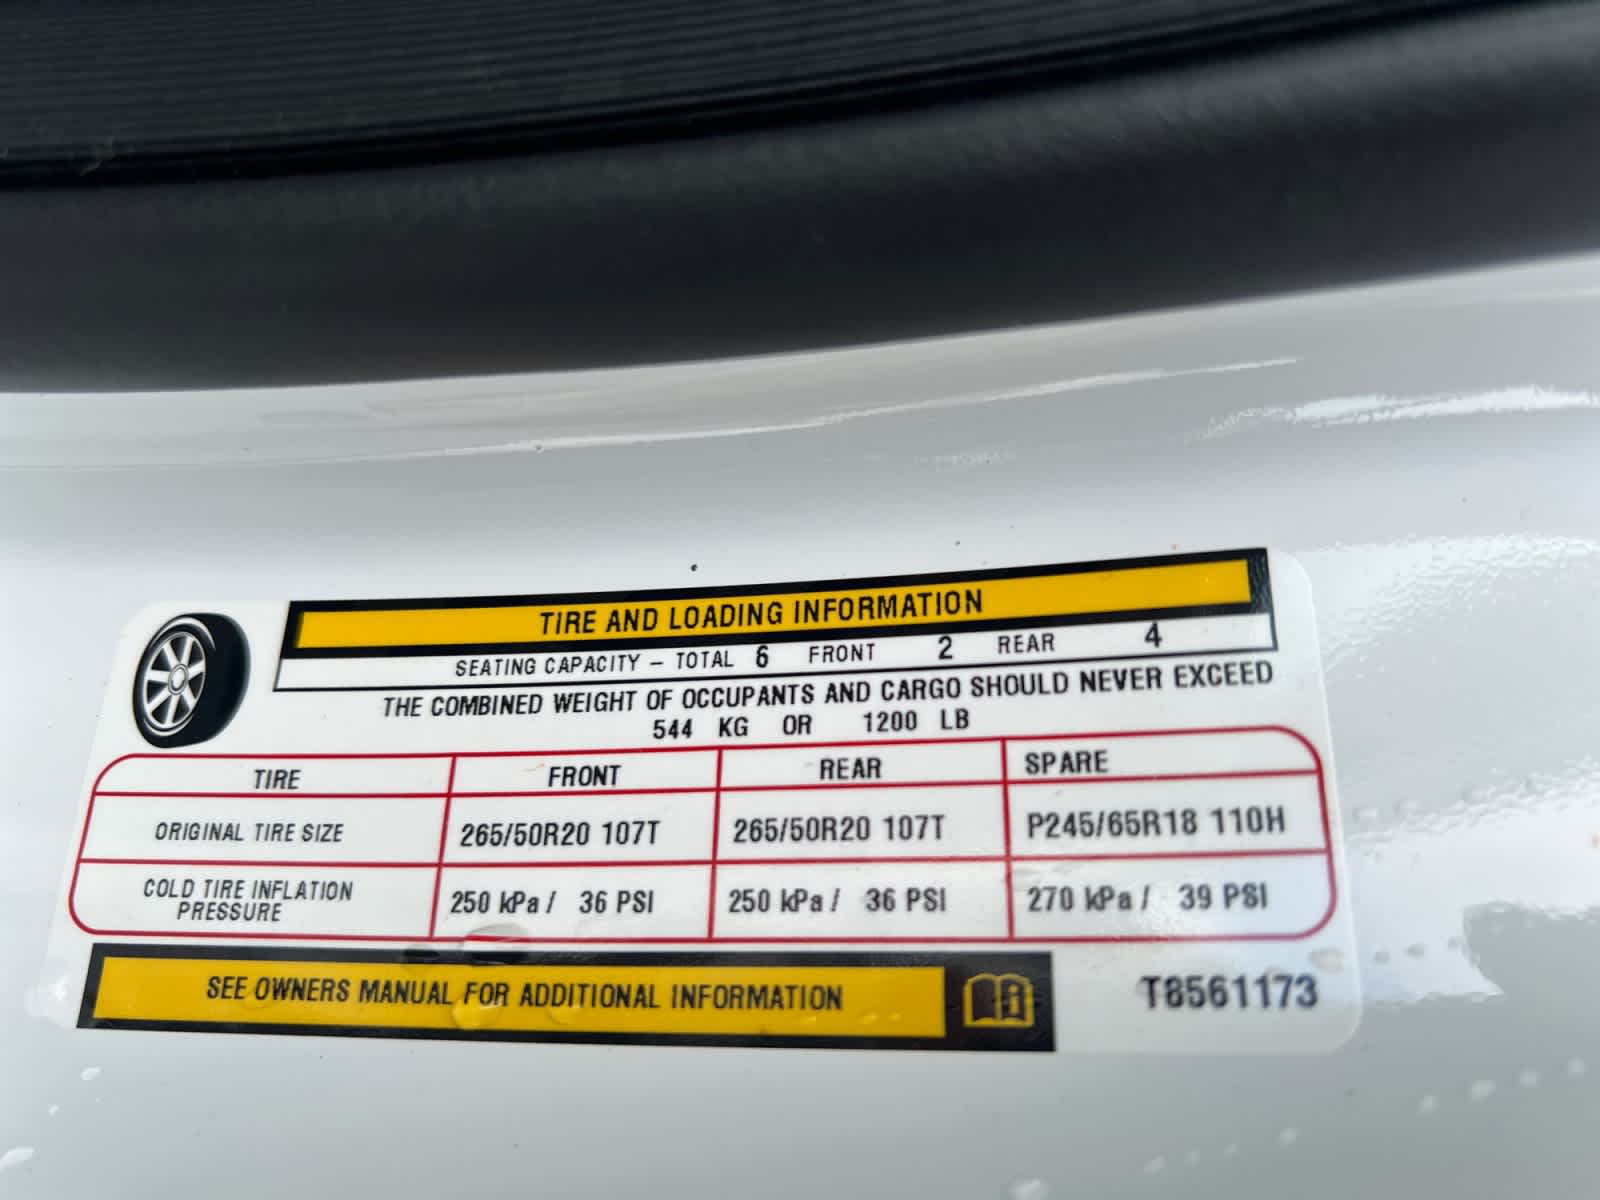 TIRE AND LOADING INFORMATION
SEATING CAPACITY – TOTAL 6 FRONT 2 REAR 4
THE COMBINED WEIGHT OF OCCUPANTS AND CARGO SHOULD NEVER EXCEED
544 KG OR 1200 LB
TIRE FRONT REAR SPARE
ORIGINAL TIRE SIZE 265/50R20 107T 265/50R20 107T P245/65R18 110H
COLD TIRE INFLATION
PRESSURE 250 kPa / 36 PSI 250 kPa / 36 PSI 270 kPa / 39 PSI
SEE OWNERS MANUAL FOR ADDITIONAL INFORMATION
T8561173